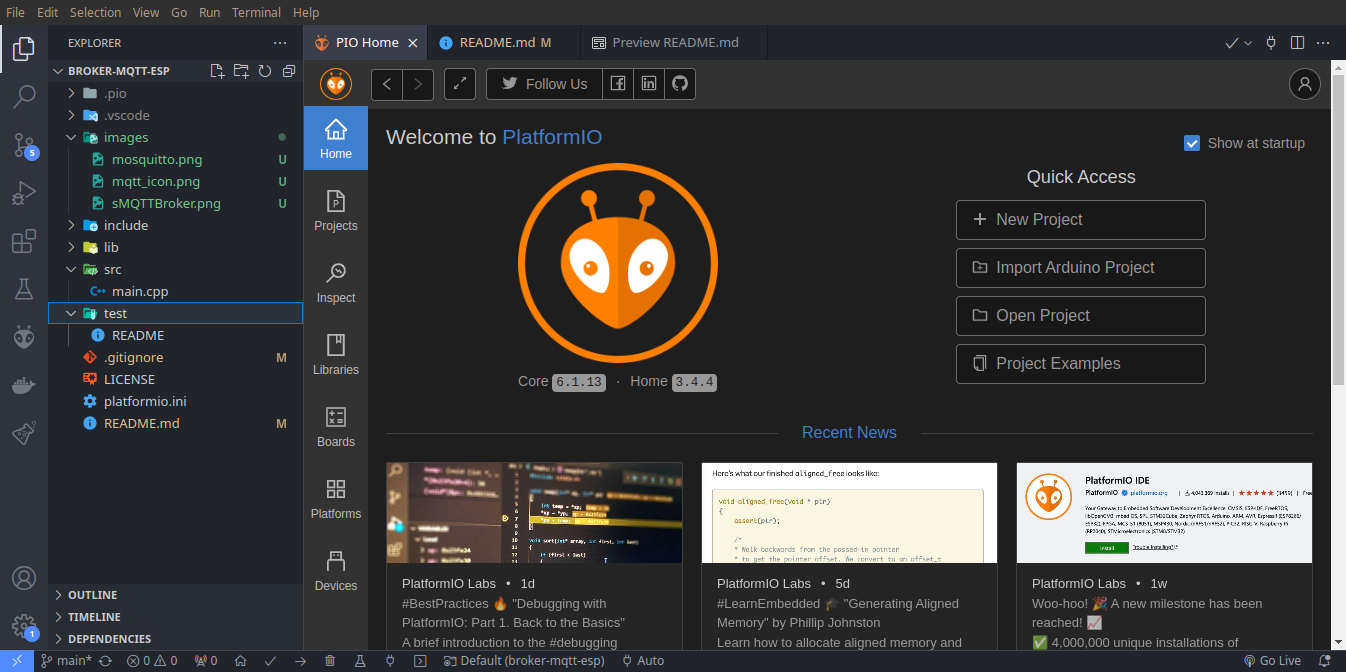 File Edit Selection View Go Run Terminal Help
EXPLORER
PIO Home
README.md M
Preview README.md
BROKER-MQTT-ESP
.pio
.vscode
images
mosquitto.png U
mqtt_icon.png U
sMQTTBroker.png U
include
lib
src
main.cpp
test
README
.gitignore M
LICENSE
platformio.ini
README.md M
OUTLINE
TIMELINE
DEPENDENCIES
5
1
Follow Us
Home
Projects
Inspect
Libraries
Boards
Platforms
Devices
Welcome to PlatformIO
Show at startup
Core 6.1.13 · Home 3.4.4
Quick Access
New Project
Import Arduino Project
Open Project
Project Examples
Recent News
PlatformIO Labs • 1d
#BestPractices 🔥 "Debugging with
PlatformIO: Part 1. Back to the Basics"
A brief introduction to the #debugging
Here's what our finished aligned_free looks like:
void aligned_free(void * ptr)
{
assert(ptr);
/*
* Walk backwards from the passed-in pointer
* to get the pointer offset. We convert to an offset_t
PlatformIO Labs • 5d
#LearnEmbedded 🎓 "Generating Aligned
Memory" by Phillip Johnston
Learn how to allocate aligned memory and
PlatformIO IDE
PlatformIO platformio.org
Install
Trouble Installing?
PlatformIO Labs • 1w
Woo-hoo! 🎉 A new milestone has been
reached! 📈
✅ 4,000,000 unique installations of
main* 0 0 0 Default (broker-mqtt-esp) Auto Go Live